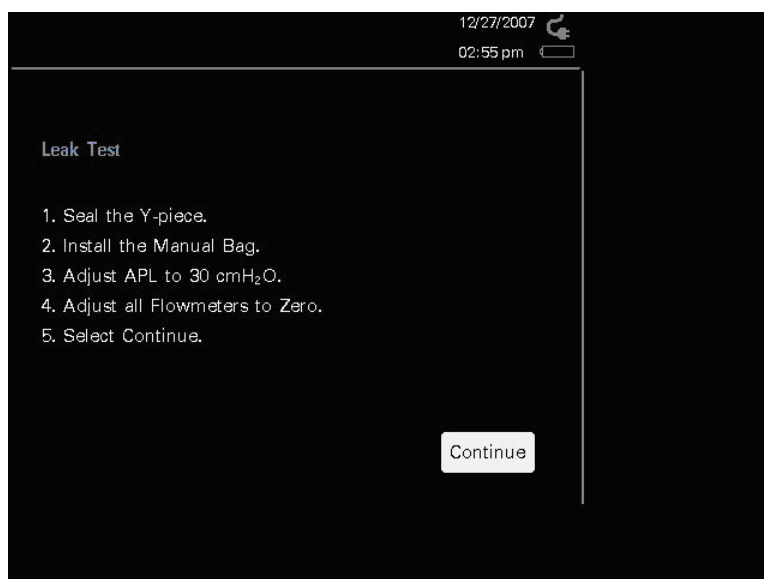 12/27/2007
02:55 pm
Leak Test
1. Seal the Y-piece.
2. Install the Manual Bag.
3. Adjust APL to 30 cmH₂O.
4. Adjust all Flowmeters to Zero.
5. Select Continue.
Continue